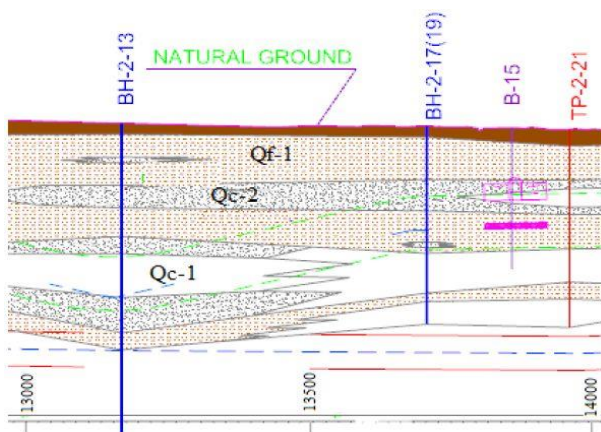 NATURAL GROUND
BH-2-13
BH-2-17(19)
B-15
TP-2-21
Qf-1
Qc-2
Qc-1
13000
13500
14000